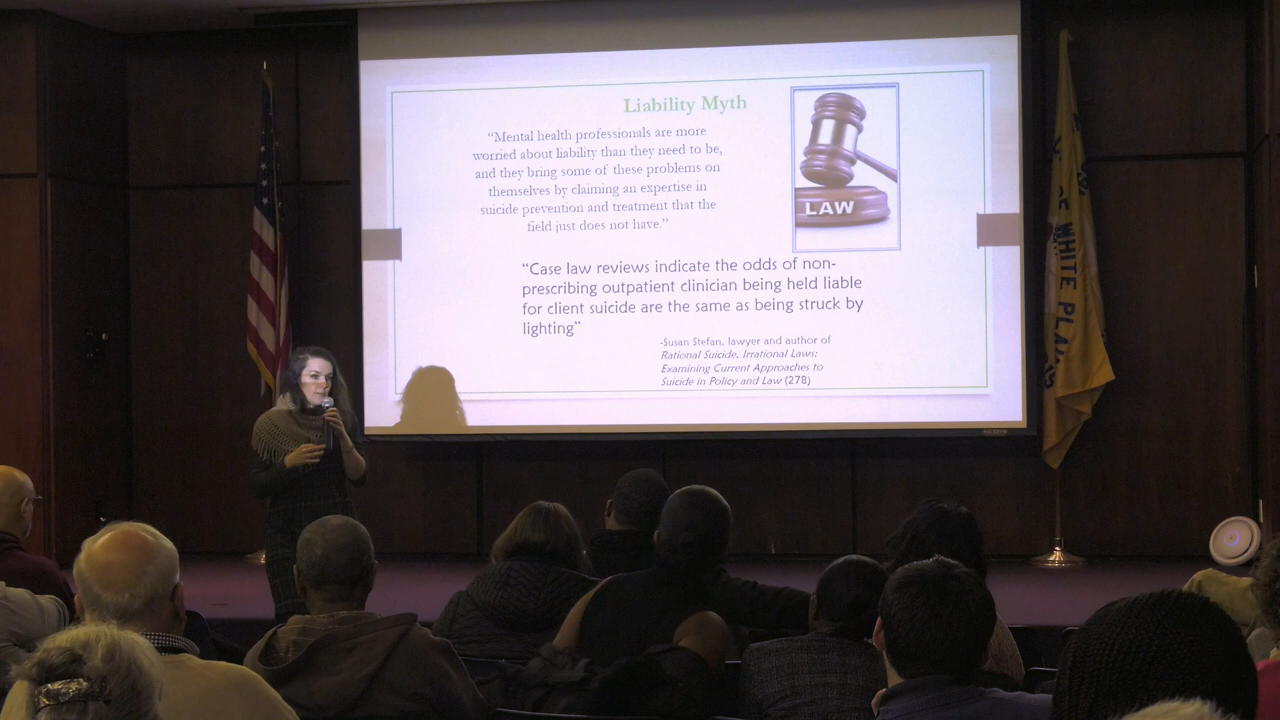 Liability Myth
“Mental health professionals are more
worried about liability than they need to be,
and they bring some of these problems on
themselves by claiming an expertise in
suicide prevention and treatment that the
field just does not have.”
LAW
“Case law reviews indicate the odds of non-
prescribing outpatient clinician being held liable
for client suicide are the same as being struck by
lighting”
-Susan Stefan, lawyer and author of
Rational Suicide, Irrational Laws:
Examining Current Approaches to
Suicide in Policy and Law (278)
OF WHITE PLAINS